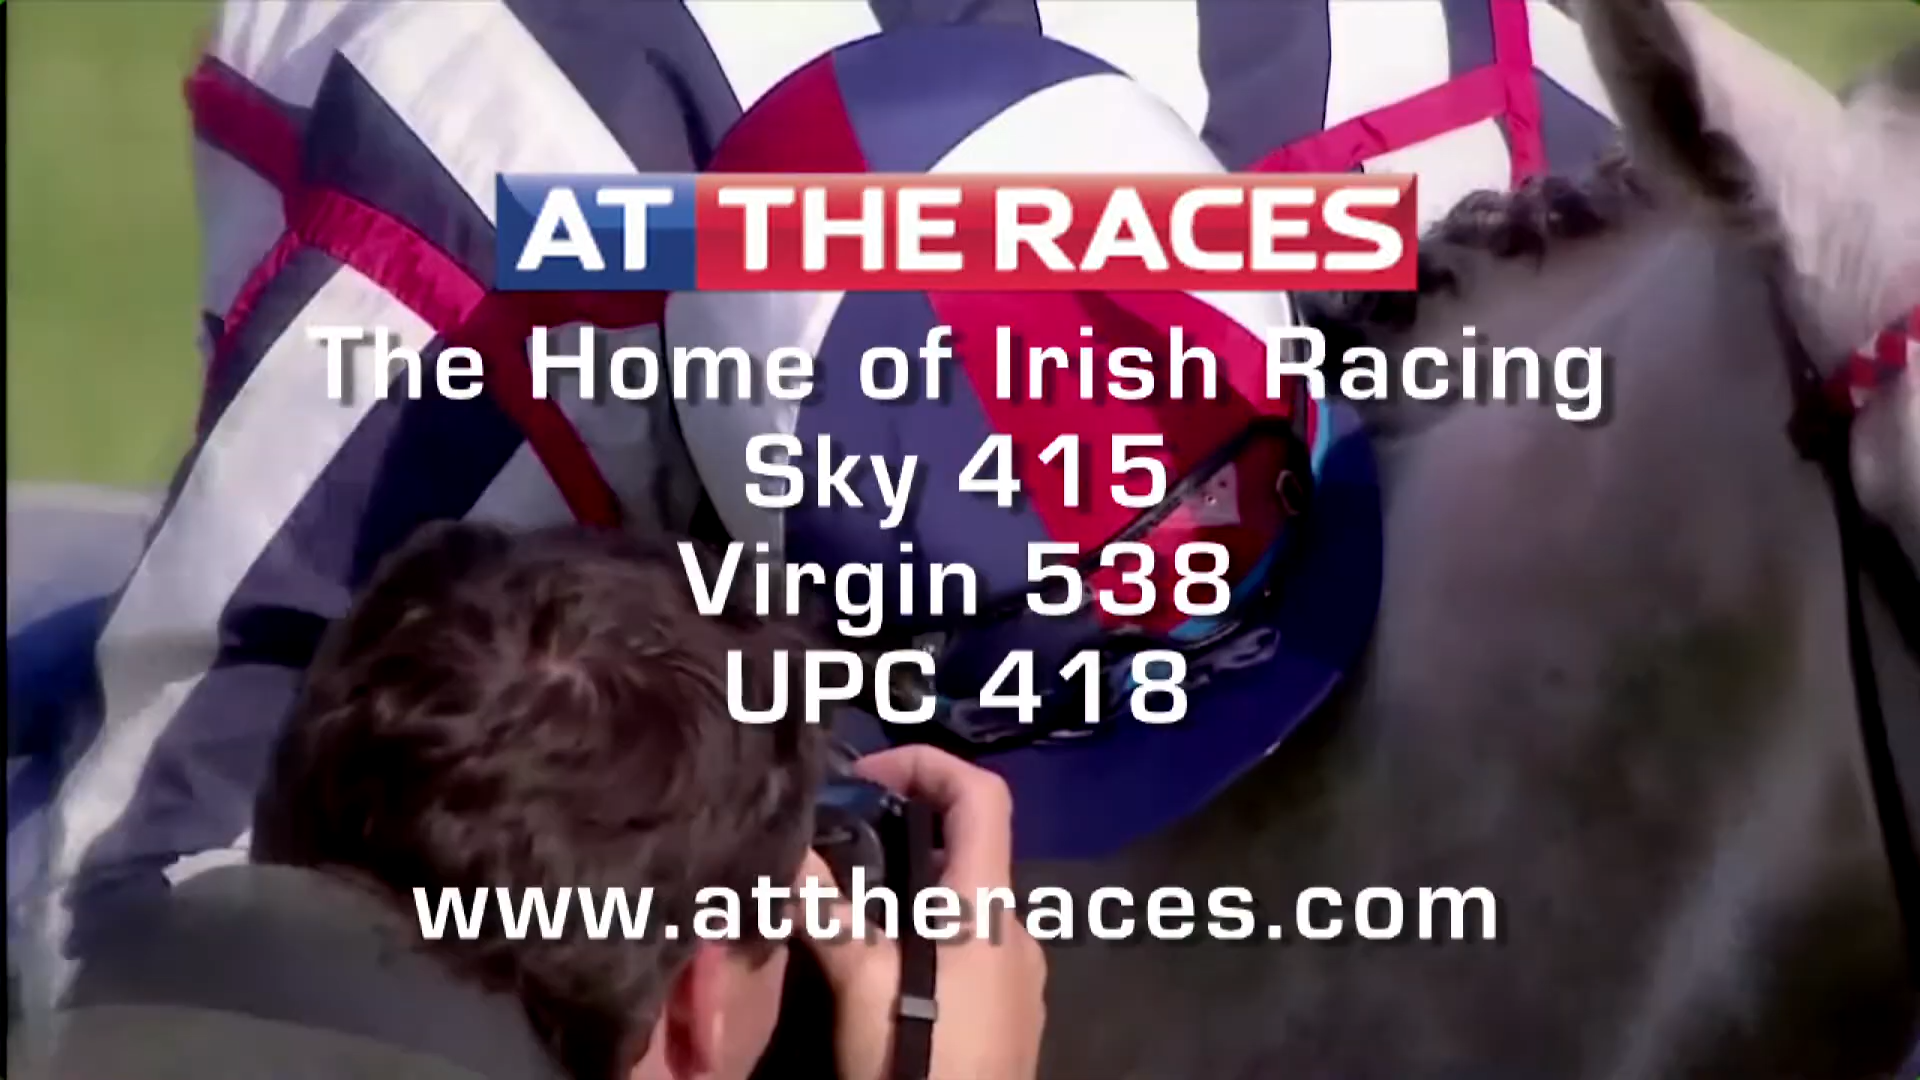 AT THE RACES
The Home of Irish Racing
Sky 415
Virgin 538
UPC 418
www.attheraces.com